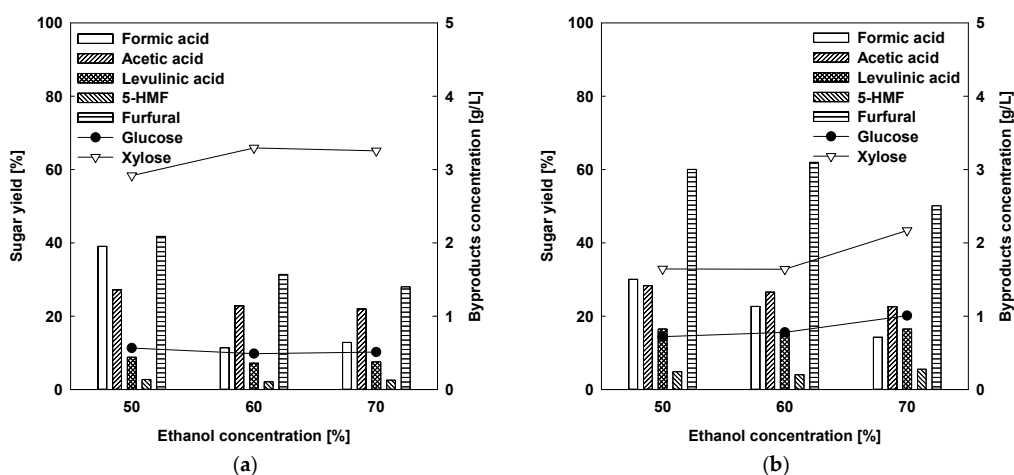 100
80
60
40
20
0
Sugar yield [%]
Formic acid
Acetic acid
Levulinic acid
5-HMF
Furfural
Glucose
Xylose
5
4
3
2
1
0
Byproducts concentration [g/L]
50 60 70
Ethanol concentration [%]
(a)
100
80
60
40
20
0
Sugar yield [%]
Formic acid
Acetic acid
Levulinic acid
5-HMF
Furfural
Glucose
Xylose
5
4
3
2
1
0
Byproducts concentration [g/L]
50 60 70
Ethanol concentration [%]
(b)